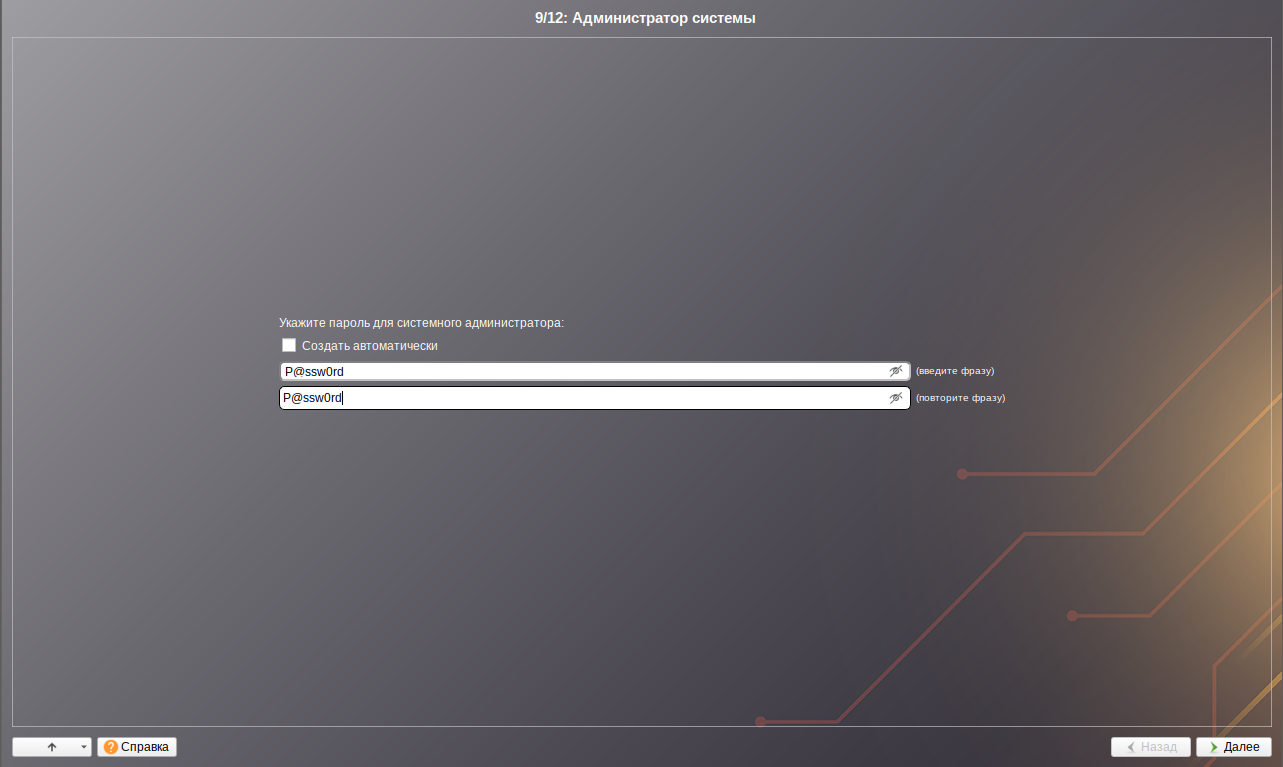 9/12: Администратор системы
Укажите пароль для системного администратора:
Создать автоматически
P@ssw0rd (введите фразу)
P@ssw0rd (повторите фразу)
Справка Назад Далее